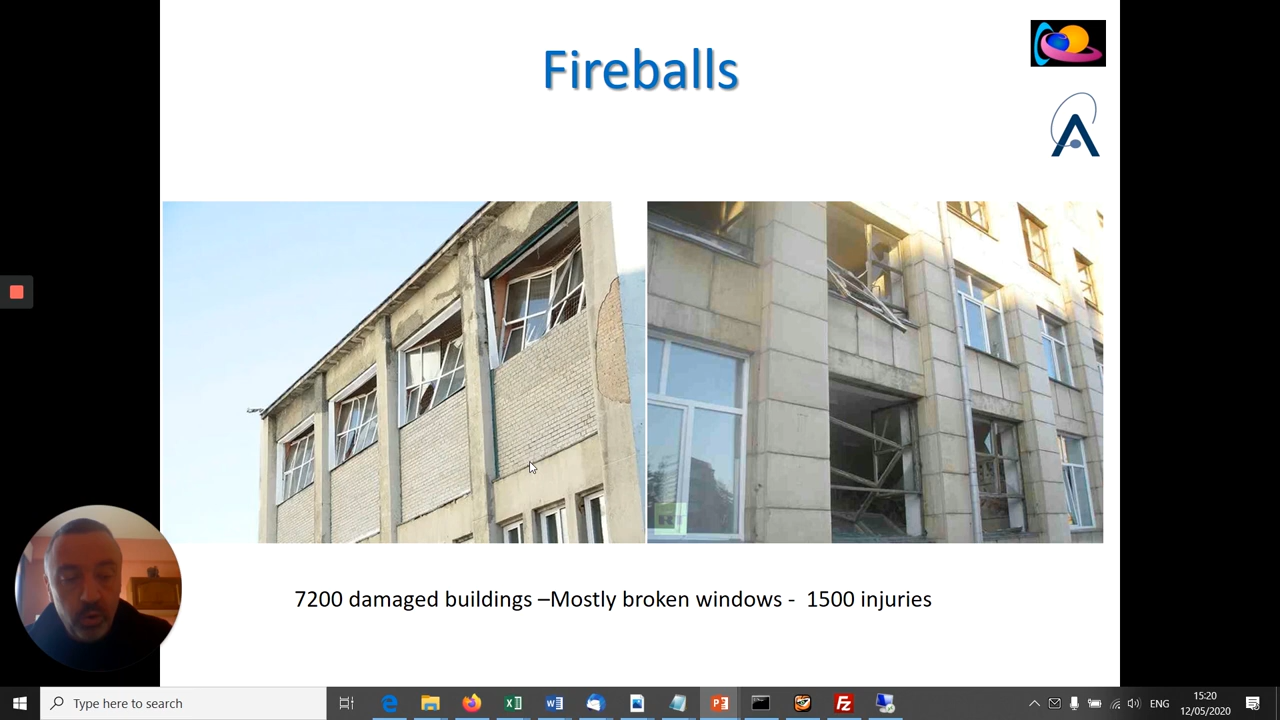 Fireballs
RT
7200 damaged buildings –Mostly broken windows - 1500 injuries
Type here to search
ENG
15:20
12/05/2020